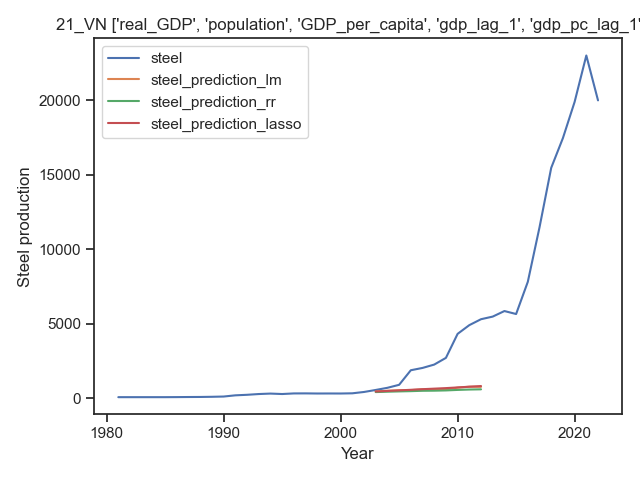 21_VN ['real_GDP', 'population', 'GDP_per_capita', 'gdp_lag_1', 'gdp_pc_lag_1'
steel
steel_prediction_lm
steel_prediction_rr
steel_prediction_lasso
Steel production
20000
15000
10000
5000
0
1980 1990 2000 2010 2020
Year